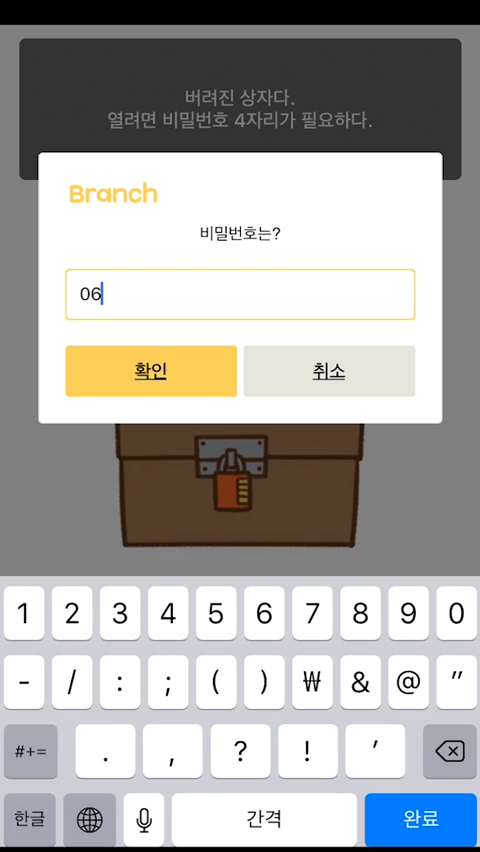 버려진 상자다.
열려면 비밀번호 4자리가 필요하다.
Branch
비밀번호는?
06
확인 취소
1 2 3 4 5 6 7 8 9 0
- / : ; ( ) ₩ & @ "
#+= . , ? ! ’
한글 간격 완료